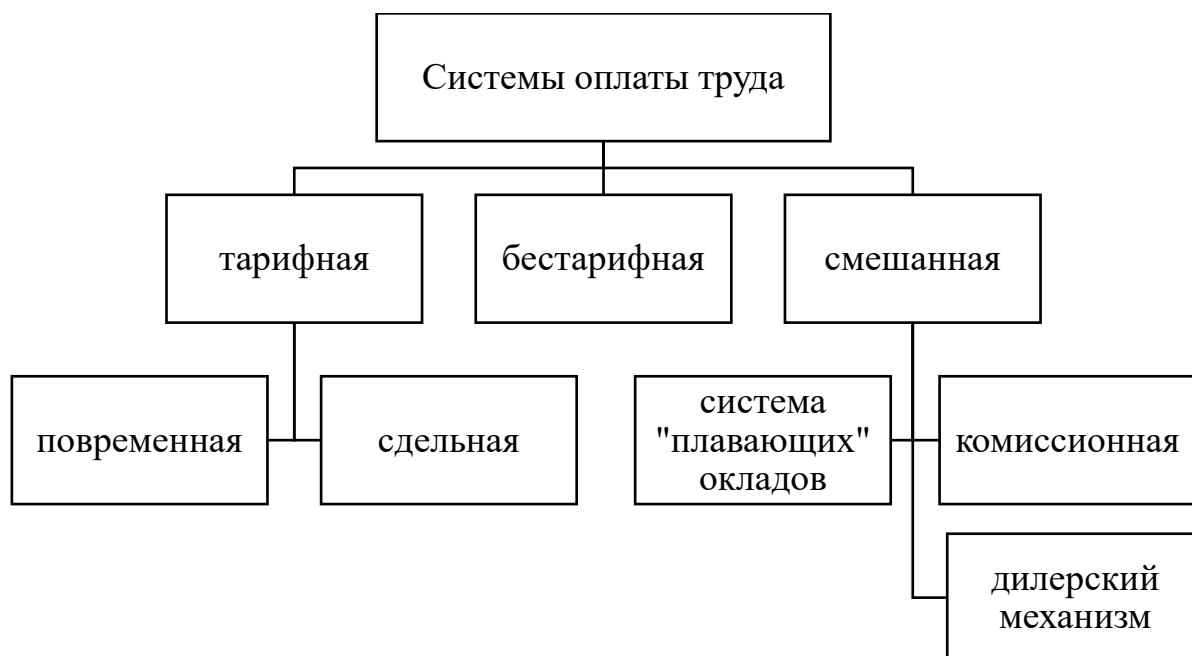 Системы оплаты труда
тарифная
бестарифная
смешанная
повременная
сдельная
система
"плавающих"
окладов
комиссионная
дилерский
механизм